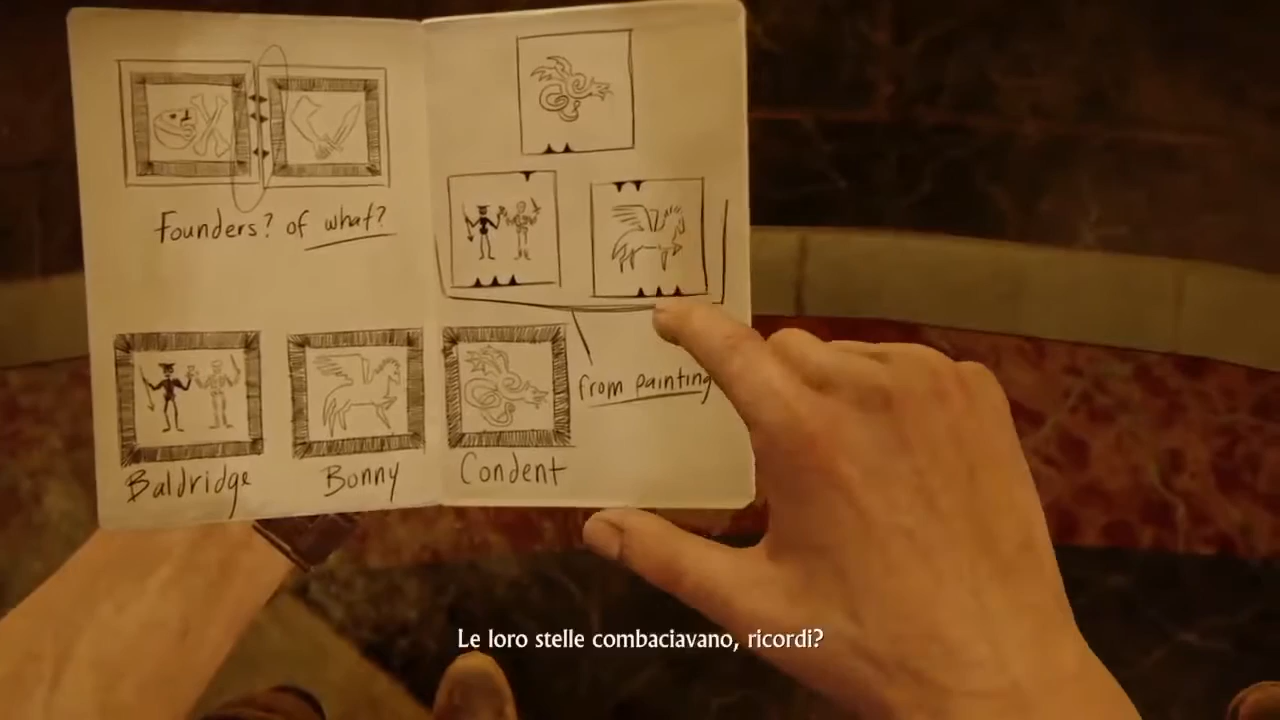 Founders? of what?
from painting
Baldridge
Bonny
Condent
Le loro stelle combaciavano, ricordi?